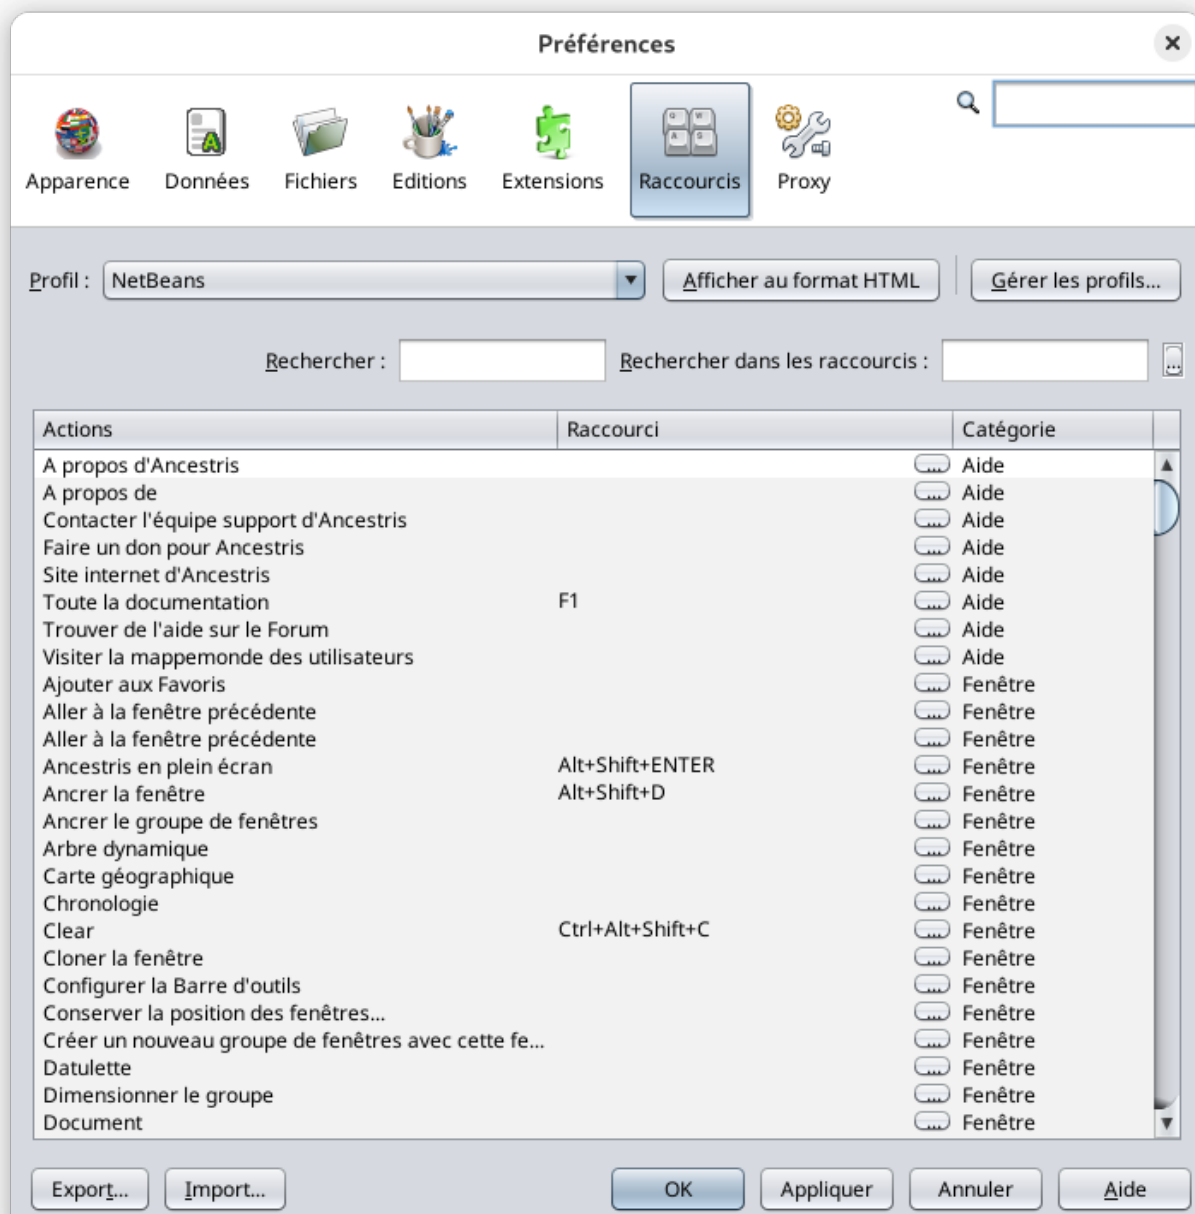 Préférences
Apparence Données Fichiers Editions Extensions Raccourcis Proxy
Profil : NetBeans Afficher au format HTML Gérer les profils...
Rechercher : Rechercher dans les raccourcis : ...
Actions Raccourci Catégorie
A propos d'Ancestris ... Aide
A propos de ... Aide
Contacter l'équipe support d'Ancestris ... Aide
Faire un don pour Ancestris ... Aide
Site internet d'Ancestris ... Aide
Toute la documentation F1 ... Aide
Trouver de l'aide sur le Forum ... Aide
Visiter la mappemonde des utilisateurs ... Aide
Ajouter aux Favoris ... Fenêtre
Aller à la fenêtre précédente ... Fenêtre
Aller à la fenêtre précédente ... Fenêtre
Ancestris en plein écran Alt+Shift+ENTER ... Fenêtre
Ancrer la fenêtre Alt+Shift+D ... Fenêtre
Ancrer le groupe de fenêtres ... Fenêtre
Arbre dynamique ... Fenêtre
Carte géographique ... Fenêtre
Chronologie ... Fenêtre
Clear Ctrl+Alt+Shift+C ... Fenêtre
Cloner la fenêtre ... Fenêtre
Configurer la Barre d'outils ... Fenêtre
Conserver la position des fenêtres... ... Fenêtre
Créer un nouveau groupe de fenêtres avec cette fe... ... Fenêtre
Datulette ... Fenêtre
Dimensionner le groupe ... Fenêtre
Document ... Fenêtre
Export... Import... OK Appliquer Annuler Aide